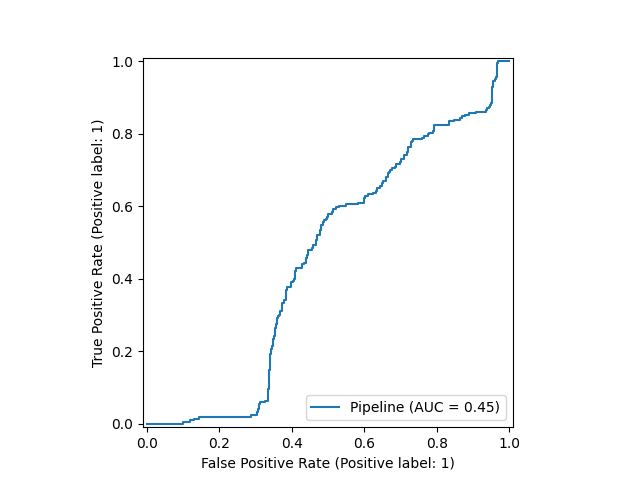 True Positive Rate (Positive label: 1)
1.0
0.8
0.6
0.4
0.2
0.0
Pipeline (AUC = 0.45)
0.0 0.2 0.4 0.6 0.8 1.0
False Positive Rate (Positive label: 1)